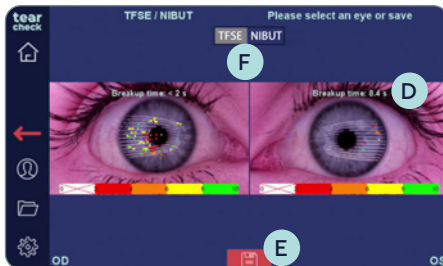 tear
check
TFSE / NIBUT
Please select an eye or save
TFSE NIBUT
F
Breakup time: < 2 s
Breakup time: 8.4 s
D
E
OD
OS